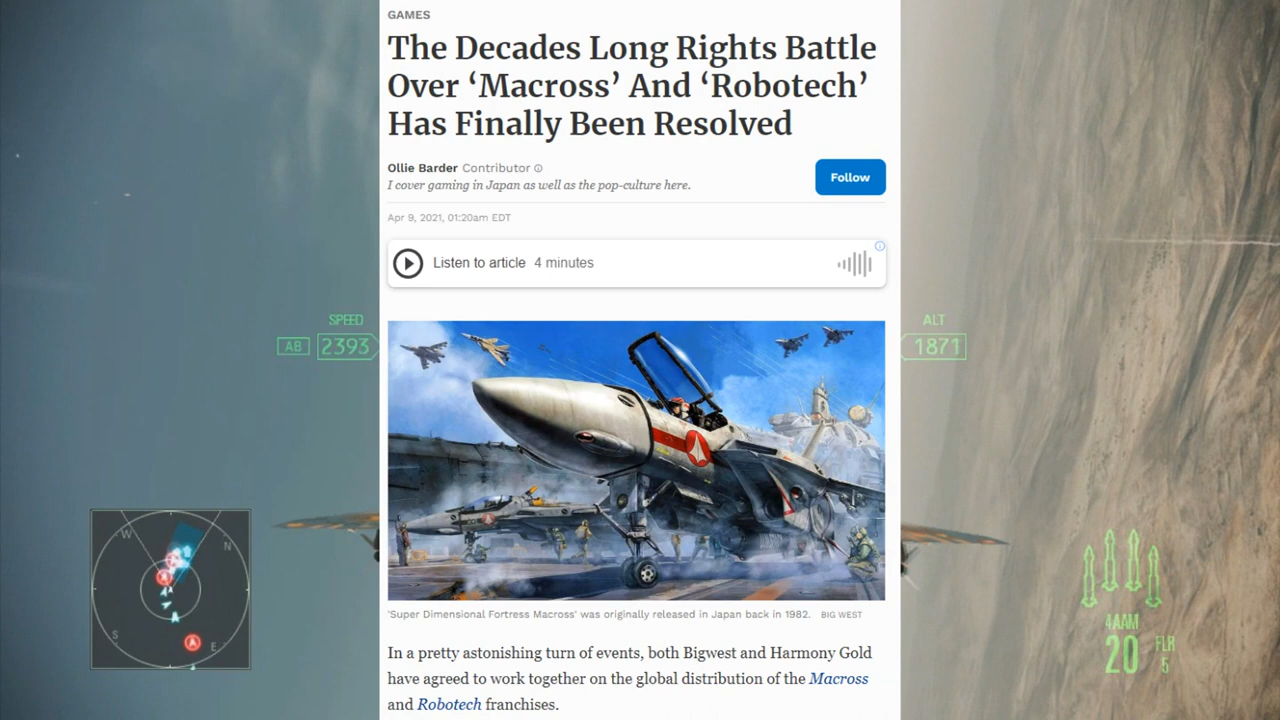 GAMES
The Decades Long Rights Battle
Over ‘Macross’ And ‘Robotech’
Has Finally Been Resolved
Ollie Barder Contributor
I cover gaming in Japan as well as the pop-culture here.
Follow
Apr 9, 2021, 01:20am EDT
Listen to article 4 minutes
SPEED
AB 2393
ALT
1871
W
N
S
E
A
4AAM
20
FLR
5
'Super Dimensional Fortress Macross' was originally released in Japan back in 1982. BIG WEST
In a pretty astonishing turn of events, both Bigwest and Harmony Gold
have agreed to work together on the global distribution of the Macross
and Robotech franchises.